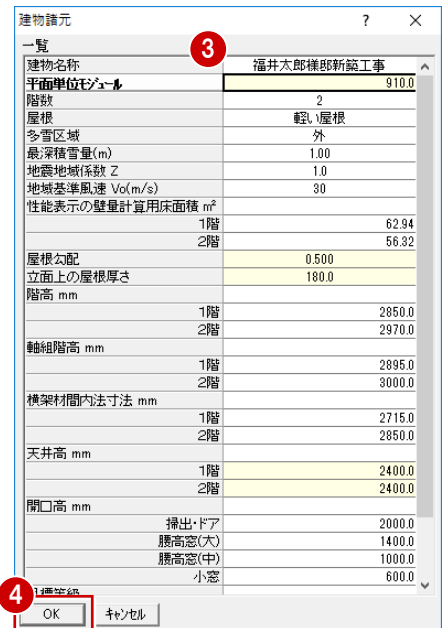 建物諸元 ? ×
一覧
3
建物名称 福井太郎様邸新築工事
平面単位モジュール 910.0
階数 2
屋根 軽い屋根
多雪区域 外
最深積雪量(m) 1.00
地震地域係数 Z 1.0
地域基準風速 Vo(m/s) 30
性能表示の壁量計算用床面積 ㎡
1階 62.94
2階 56.32
屋根勾配 0.500
立面上の屋根厚さ 180.0
階高 mm
1階 2850.0
2階 2970.0
軸組階高 mm
1階 2895.0
2階 3000.0
横架材間内法寸法 mm
1階 2715.0
2階 2850.0
天井高 mm
1階 2400.0
2階 2400.0
開口高 mm
掃出・ドア 2000.0
腰高窓(大) 1400.0
腰高窓(中) 1000.0
小窓 600.0
4
OK キャンセル